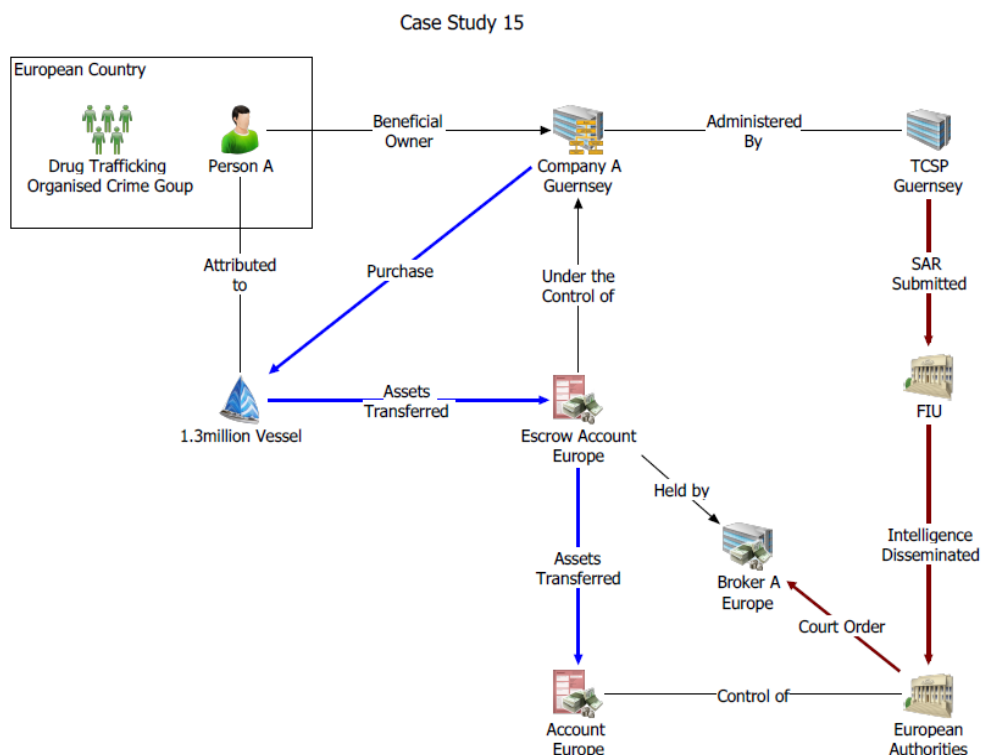 Case Study 15
European Country
Drug Trafficking
Organised Crime Goup
Person A
Beneficial
Owner
Company A
Guernsey
Administered
By
TCSP
Guernsey
Attributed
to
Purchase
Under the
Control of
SAR
Submitted
1.3million Vessel
Assets
Transferred
Escrow Account
Europe
FIU
Held by
Assets
Transferred
Broker A
Europe
Intelligence
Disseminated
Court Order
Account
Europe
Control of
European
Authorities